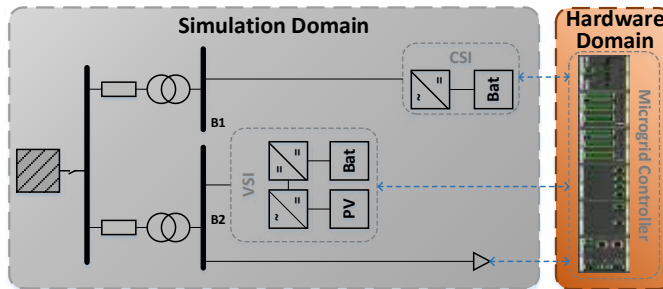 Simulation Domain
Hardware
Domain
CSI
Bat
B1
VSI
Bat
PV
B2
Microgrid Controller